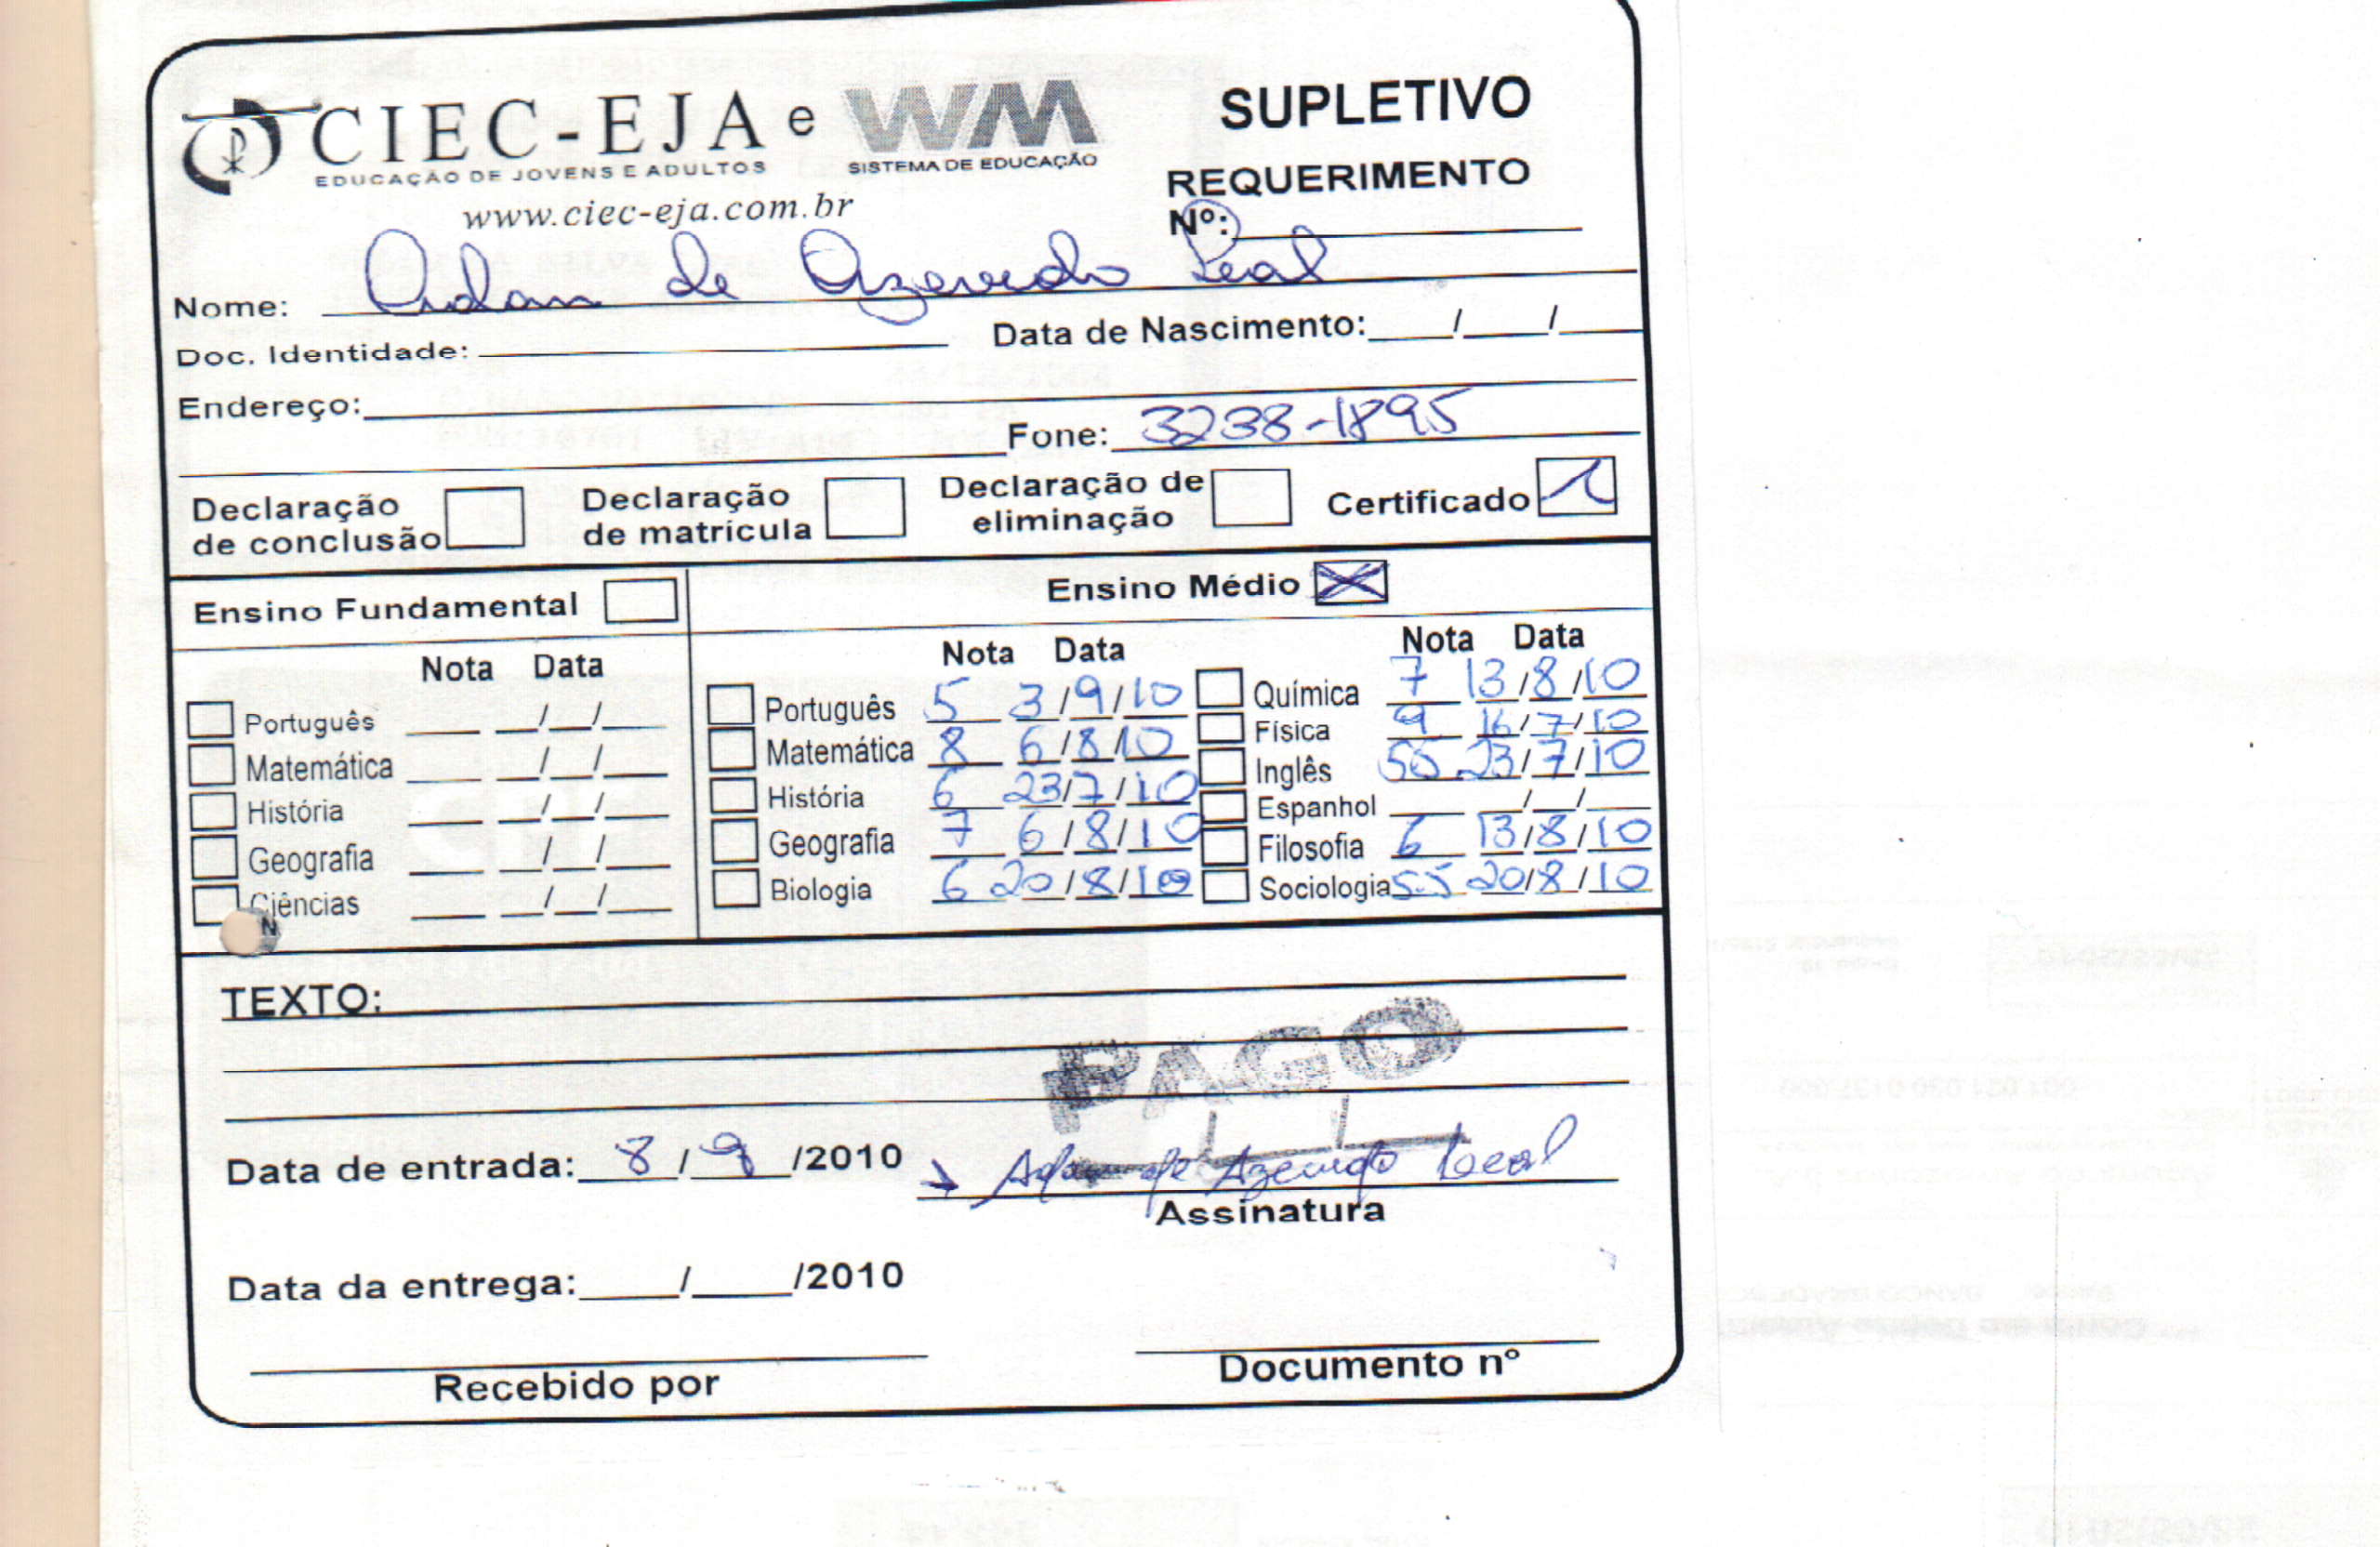 CIEC-EJA e WM
EDUCAÇÃO DE JOVENS E ADULTOS SISTEMA DE EDUCAÇÃO
www.ciec-eja.com.br
SUPLETIVO
REQUERIMENTO
Nº:
Nome: Adan de Azevedo Leal
Doc. Identidade: Data de Nascimento: / /
Endereço:
Fone: 3238-1895
Declaração de conclusão Declaração de matrícula Declaração de eliminação Certificado
Ensino Fundamental Ensino Médio X
Nota Data Nota Data Nota Data
Português / / Português 5 3/9/10 Química 7 13/8/10
Matemática / / Matemática 8 6/8/10 Física 9 16/7/10
História / / História 6 23/7/10 Inglês 55 23/7/10
Geografia / / Geografia 7 6/8/10 Espanhol / /
Ciências / / Biologia 6 20/8/10 Filosofia 6 13/8/10
Sociologia 5.5 20/8/10
TEXTO:
PAGO
Data de entrada: 8/9/2010 Adan de Azevedo Leal
Assinatura
Data da entrega: / /2010
Recebido por Documento nº